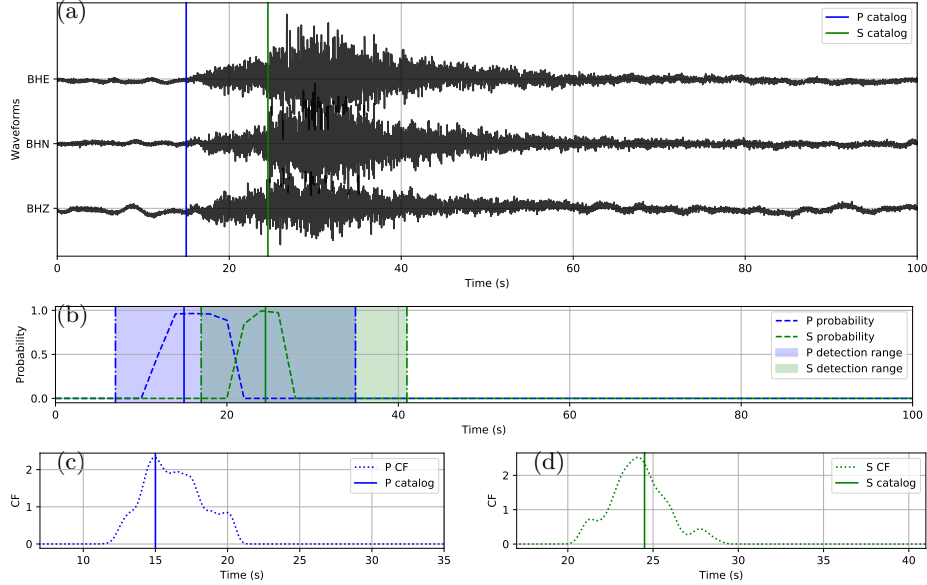 (a)
P catalog
S catalog
BHE
BHN
BHZ
Waveforms
0 20 40 60 80 100
Time (s)
(b)
1.0
0.5
0.0
Probability
P probability
S probability
P detection range
S detection range
0 20 40 60 80 100
Time (s)
(c)
2
1
0
CF
P CF
P catalog
10 15 20 25 30 35
Time (s)
(d)
2
1
0
CF
S CF
S catalog
20 25 30 35 40
Time (s)